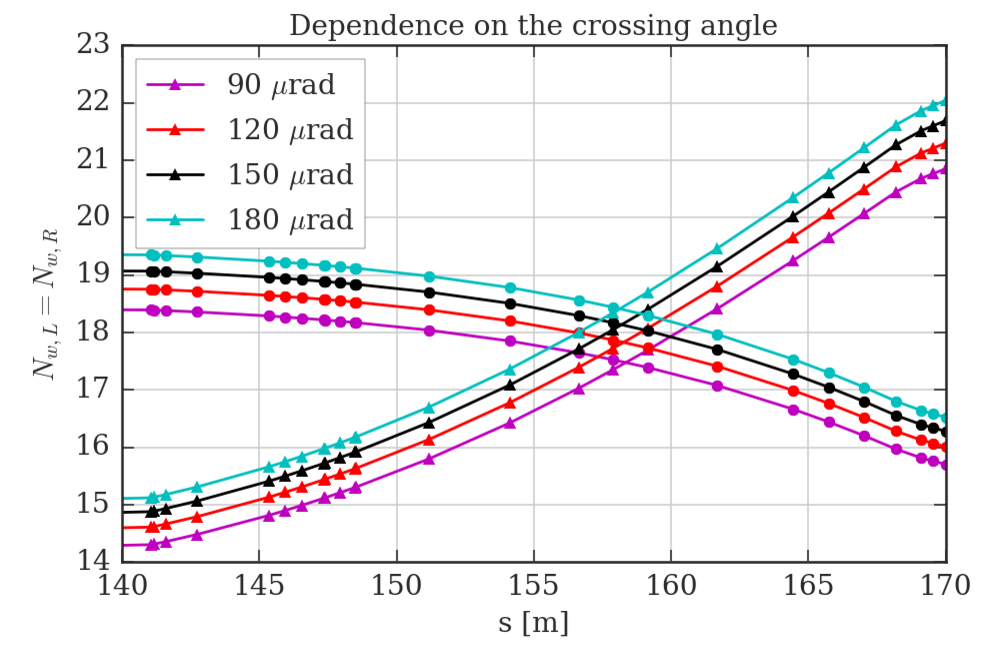 Dependence on the crossing angle
23
22
21
20
19
18
17
16
15
14
N_{w,L} = N_{w,R}
90 μrad
120 μrad
150 μrad
180 μrad
140 145 150 155 160 165 170
s [m]